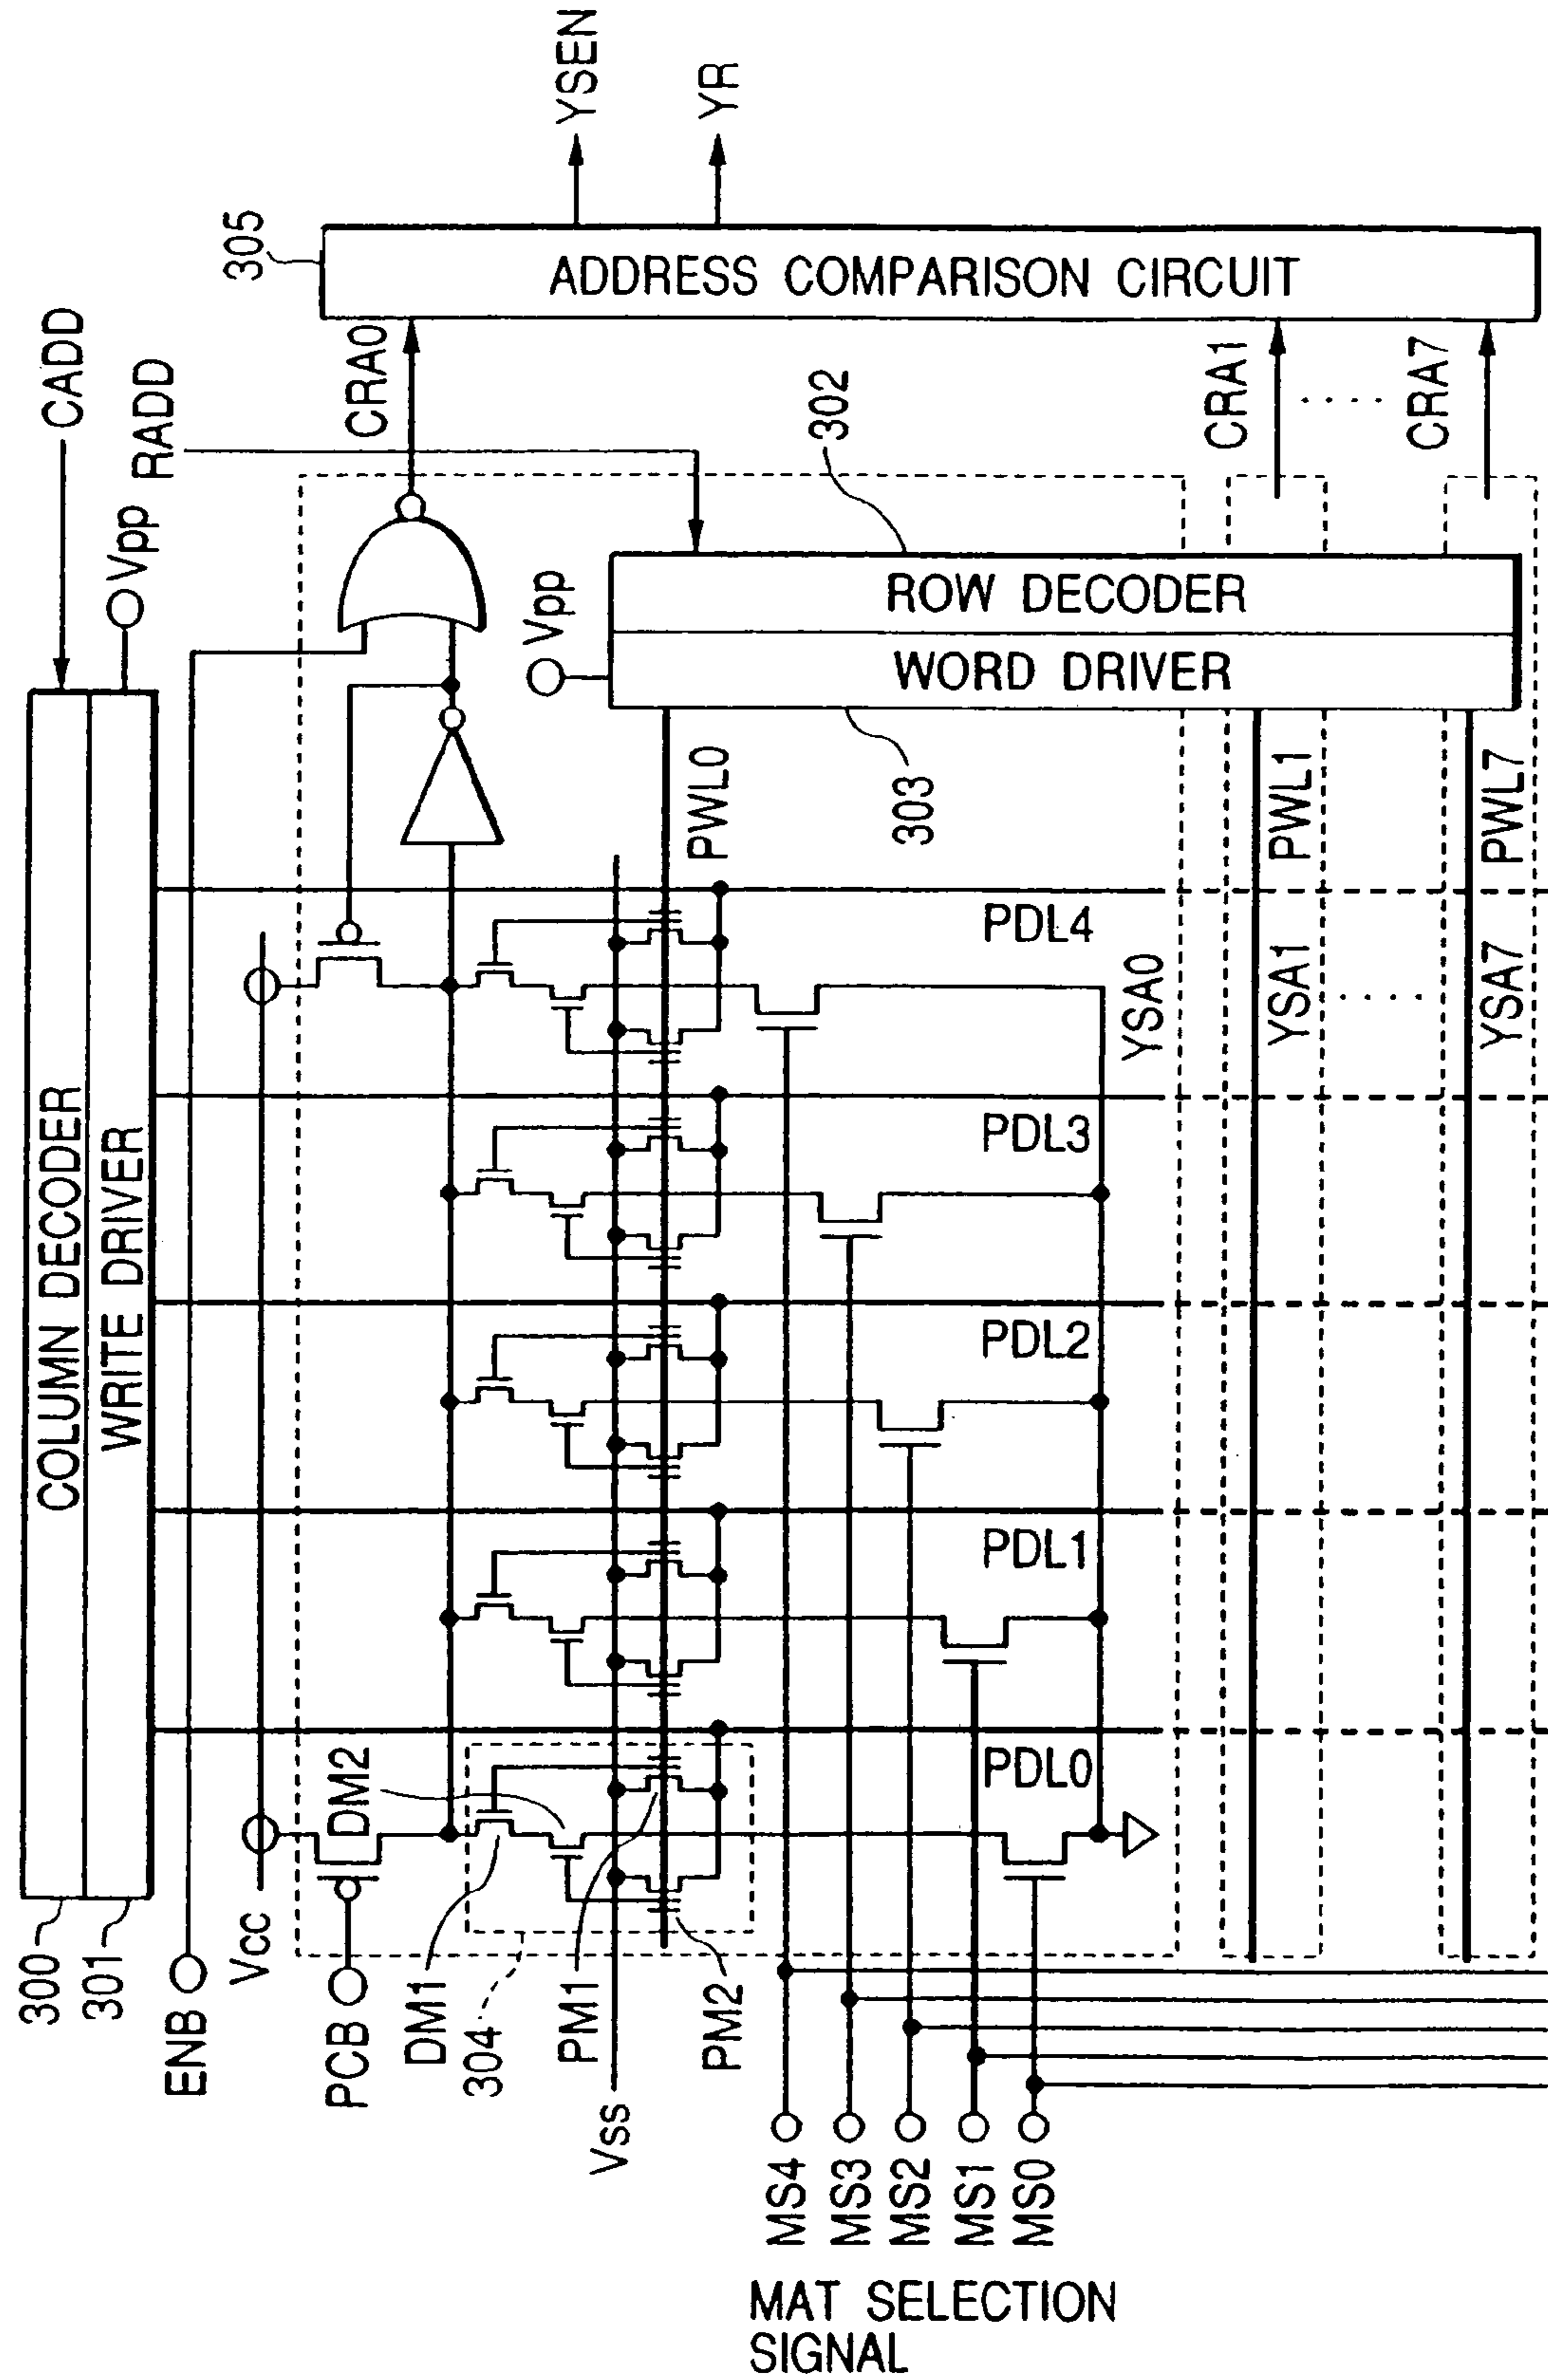 COLUMN DECODER
WRITE DRIVER
300
301
CADD
Vpp
RADD
ENB
Vcc
PCB
DM2
DM1
304
PM1
Vss
PM2
CRA0
305
ADDRESS COMPARISON CIRCUIT
YSEN
YR
Vpp
302
ROW DECODER
WORD DRIVER
303
PWL0
PDL4
PDL3
PDL2
PDL1
PDL0
YSA0
CRA1
.....
CRA7
PWL1
YSA1
.....
PWL7
YSA7
MS4
MS3
MS2
MS1
MS0
MAT SELECTION
SIGNAL